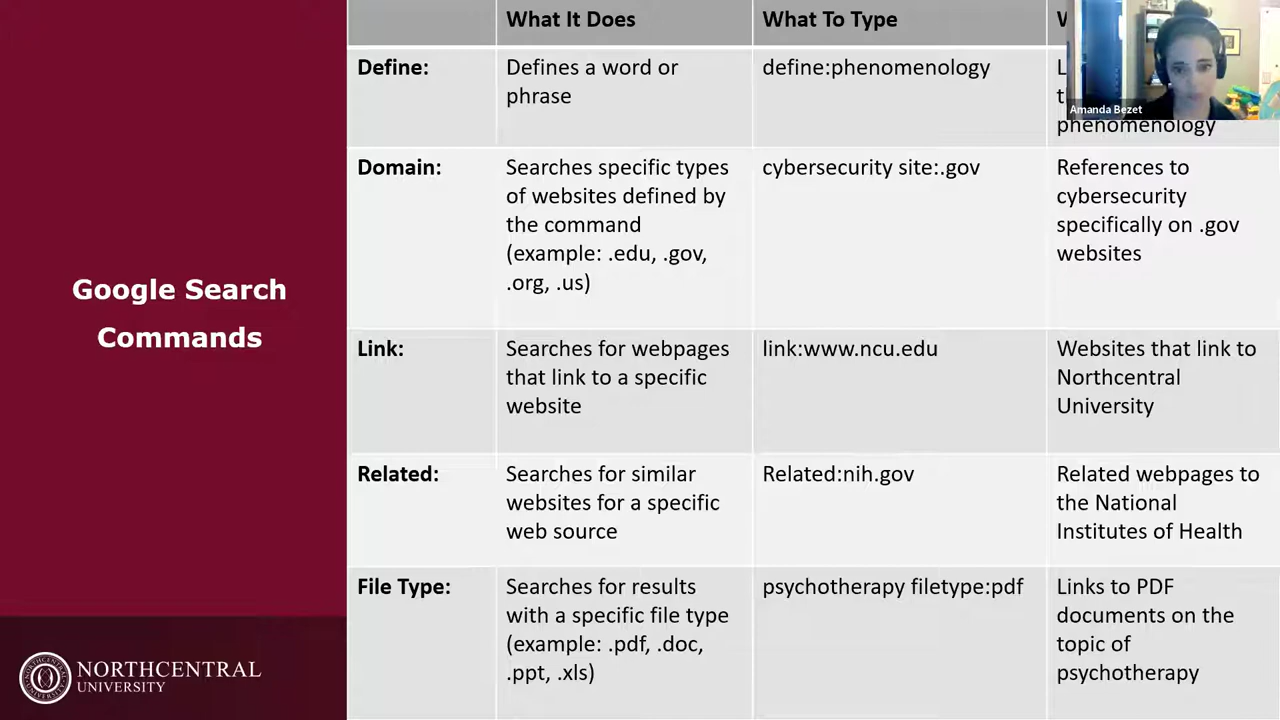 What It Does
What To Type
Define:
Defines a word or
phrase
define:phenomenology
phenomenology
Amanda Bezet
Domain:
Searches specific types
of websites defined by
the command
(example: .edu, .gov,
.org, .us)
cybersecurity site:.gov
References to
cybersecurity
specifically on .gov
websites
Google Search
Commands
Link:
Searches for webpages
that link to a specific
website
link:www.ncu.edu
Websites that link to
Northcentral
University
Related:
Searches for similar
websites for a specific
web source
Related:nih.gov
Related webpages to
the National
Institutes of Health
File Type:
Searches for results
with a specific file type
(example: .pdf, .doc,
.ppt, .xls)
psychotherapy filetype:pdf
Links to PDF
documents on the
topic of
psychotherapy
NORTHCENTRAL
UNIVERSITY